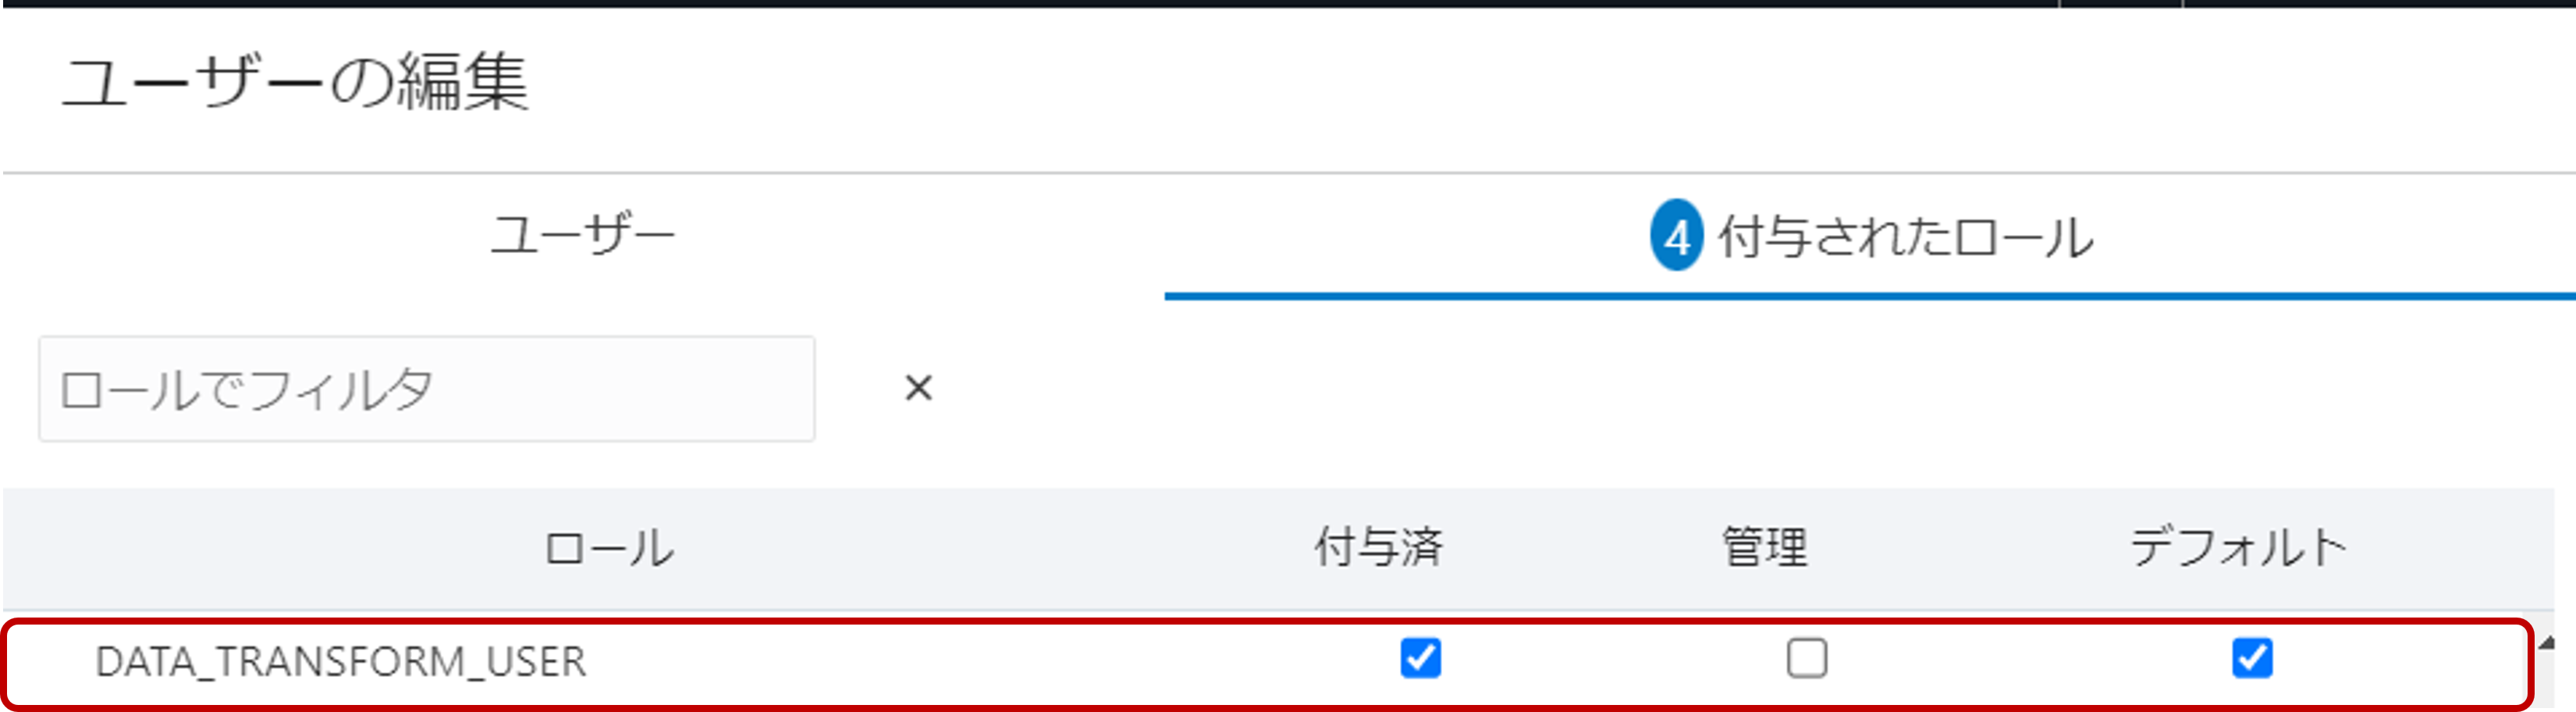 ユーザーの編集
ユーザー
4 付与されたロール
ロールでフィルタ
ロール 付与済 管理 デフォルト
DATA_TRANSFORM_USER